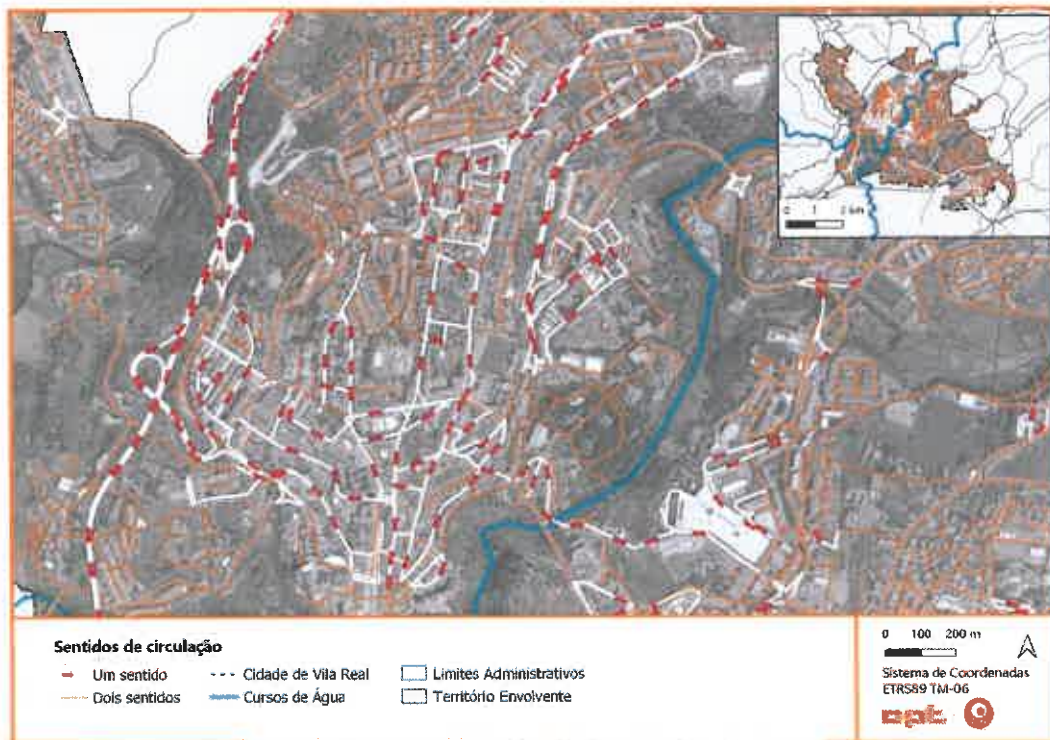 0 1 2 km
Sentidos de circulação
Um sentido
Cidade de Vila Real
Limites Administrativos
Dois sentidos
Cursos de Água
Território Envolvente
0 100 200 m
Sistema de Coordenadas
ETRS89 TM-06